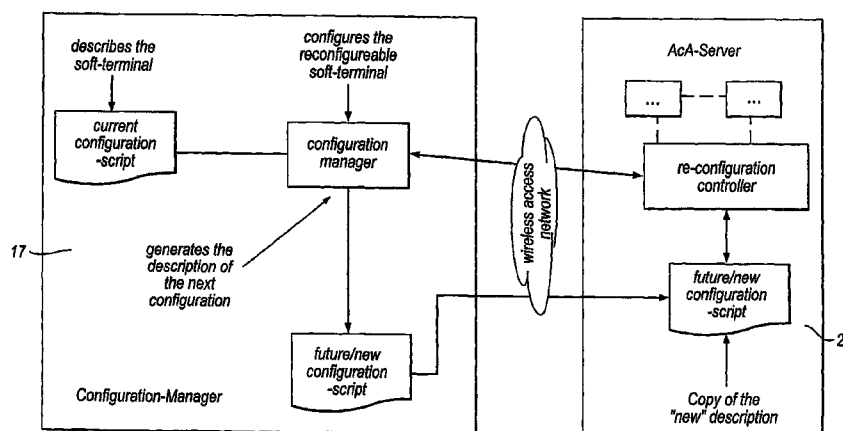 describes the
soft-terminal
configures the
reconfigureable
soft-terminal
AcA-Server
...
...
current
configuration
-script
configuration
manager
re-configuration
controller
wireless access
network
17
generates the
description of
the next
configuration
future/new
configuration
-script
future/new
configuration
-script
2
Configuration-Manager
Copy of the
"new" description